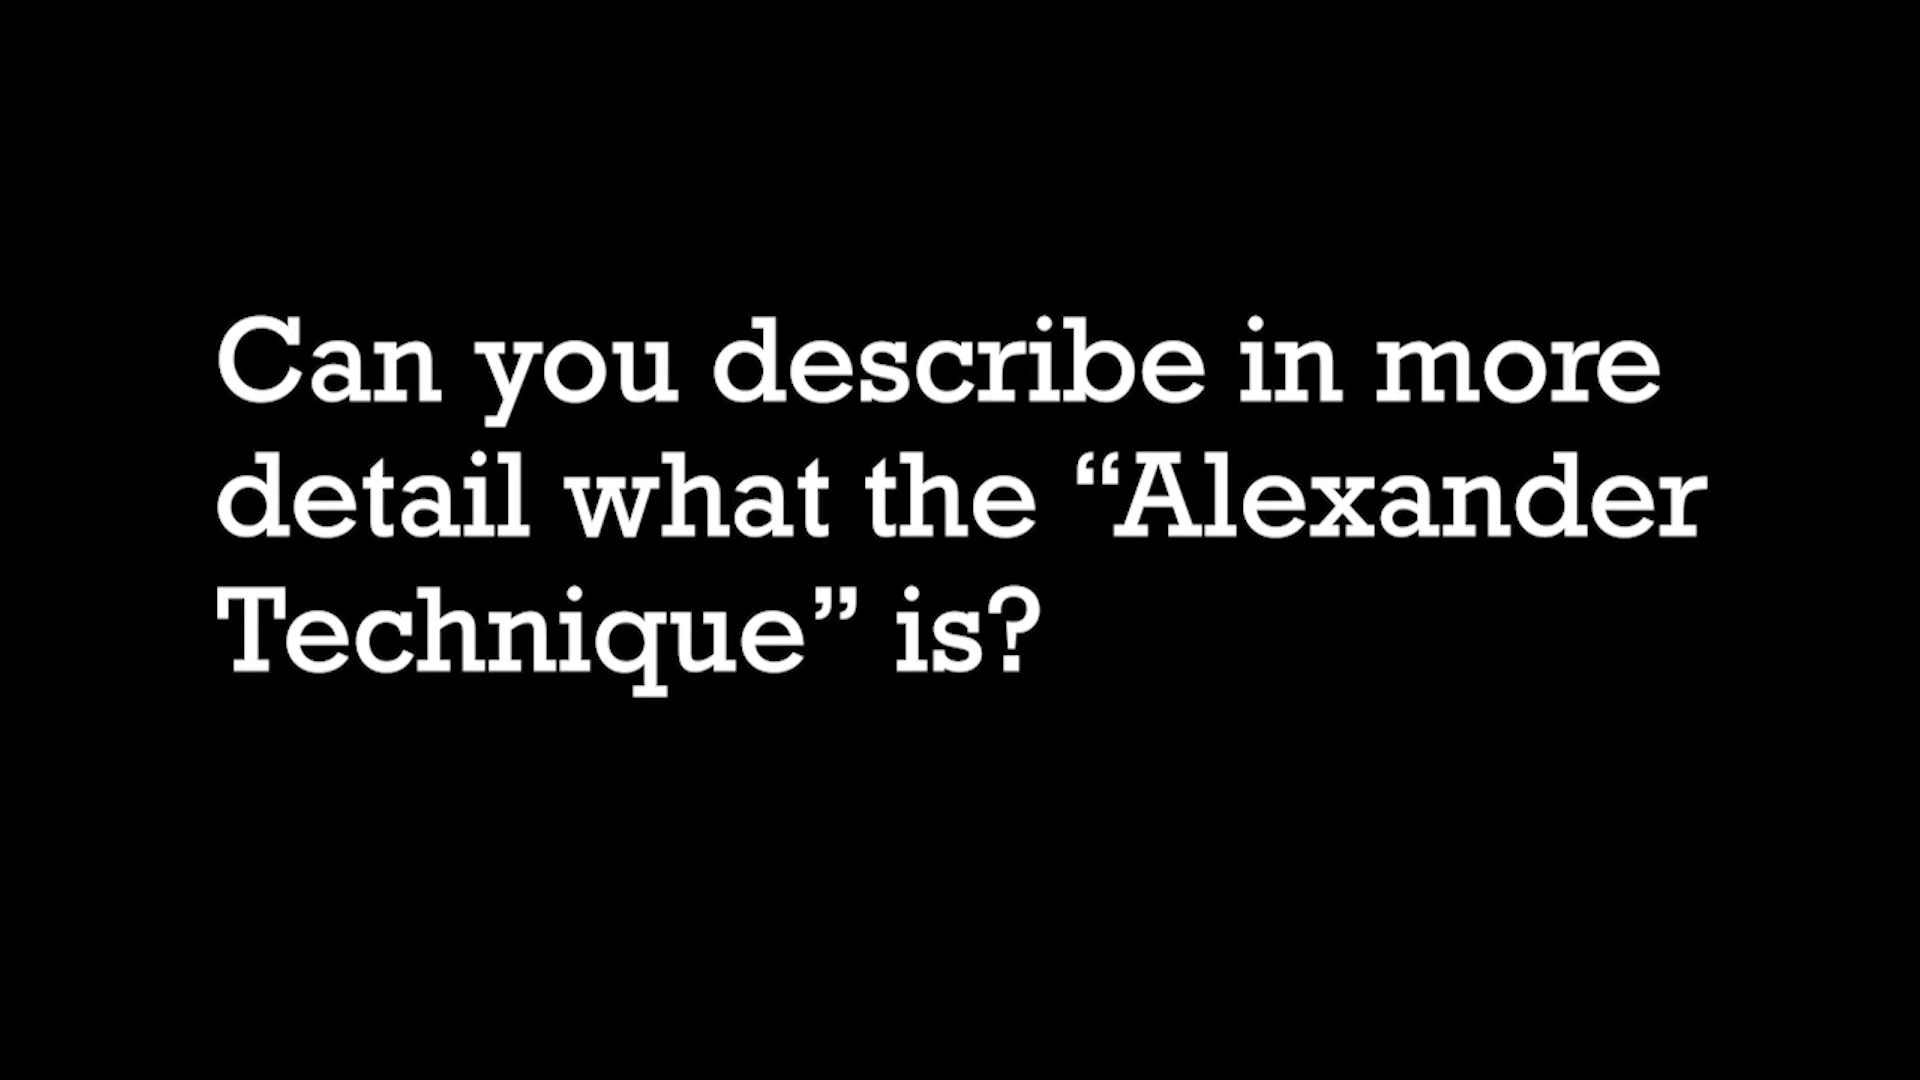 Can you describe in more
detail what the “Alexander
Technique” is?